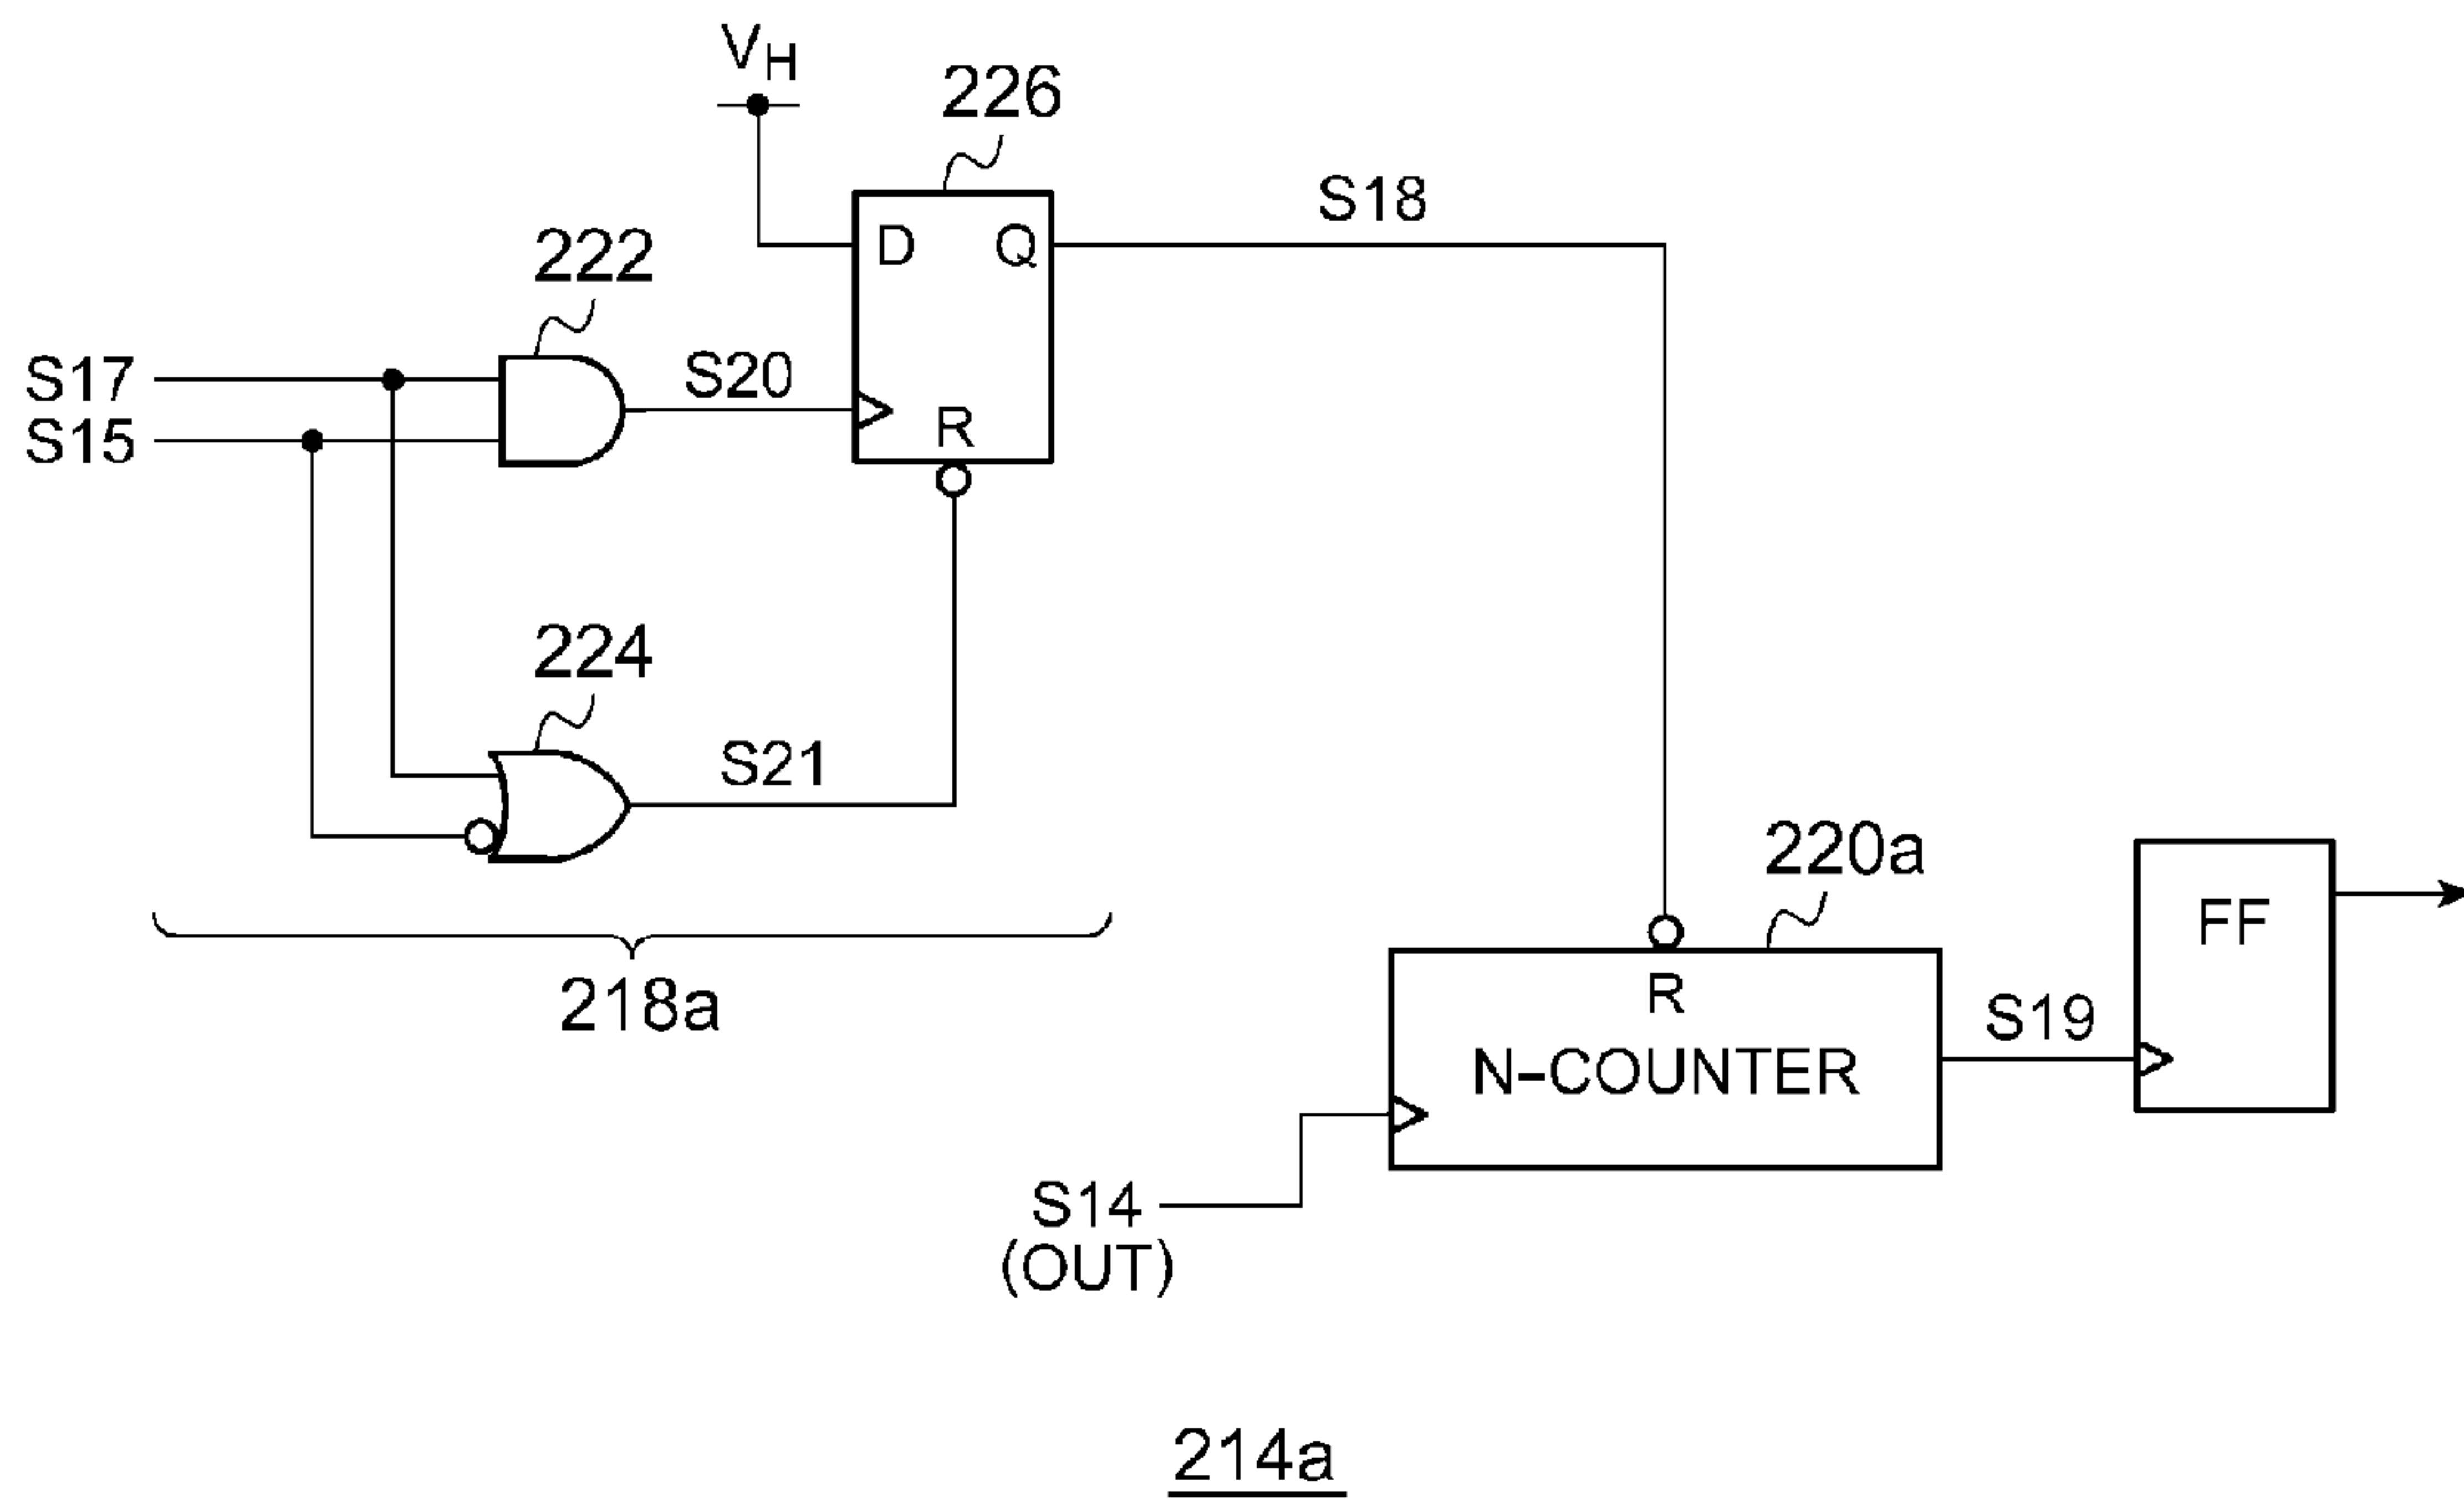 VH
226
S18
222
D Q
S17
S20
R
S15
224
S21
220a
FF
218a
R
S19
N-COUNTER
S14
(OUT)
214a